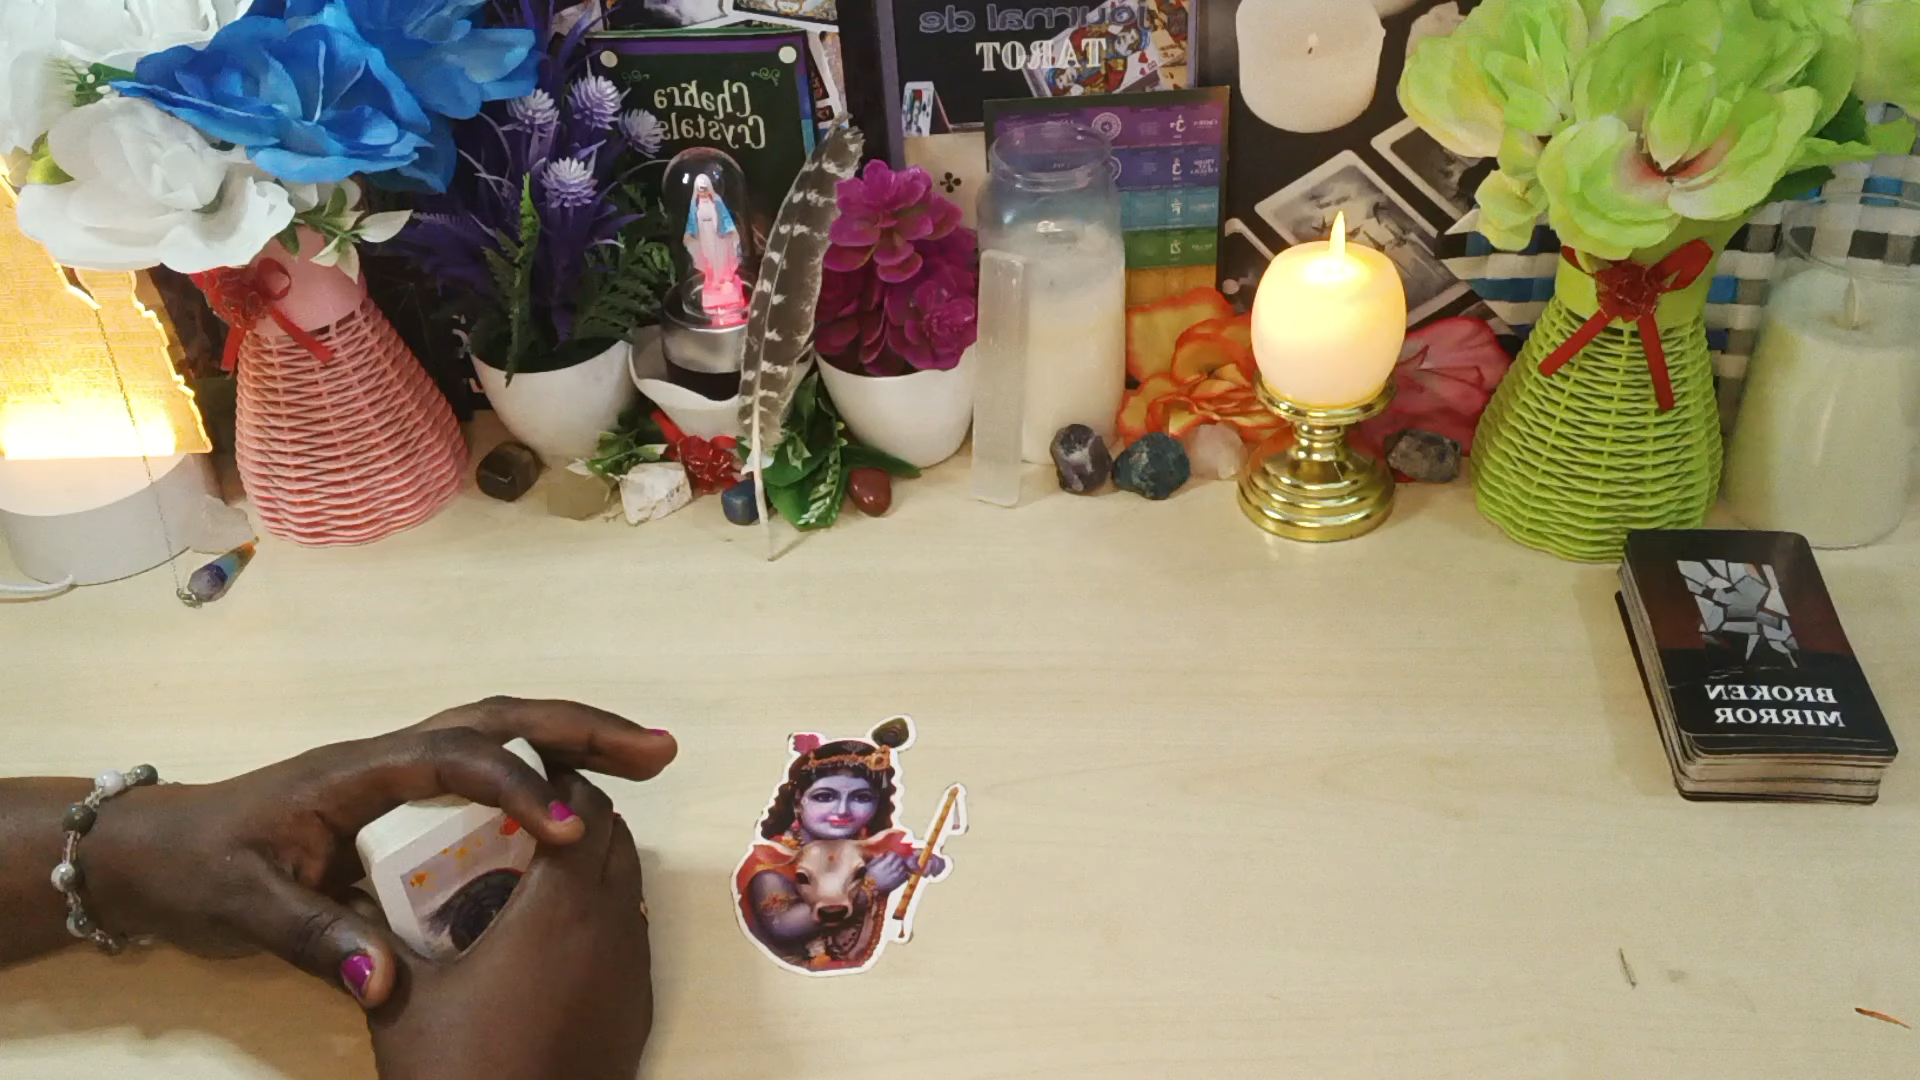 Journal de
TAROT
Chakra
Crystals
BROKEN
MIRROR